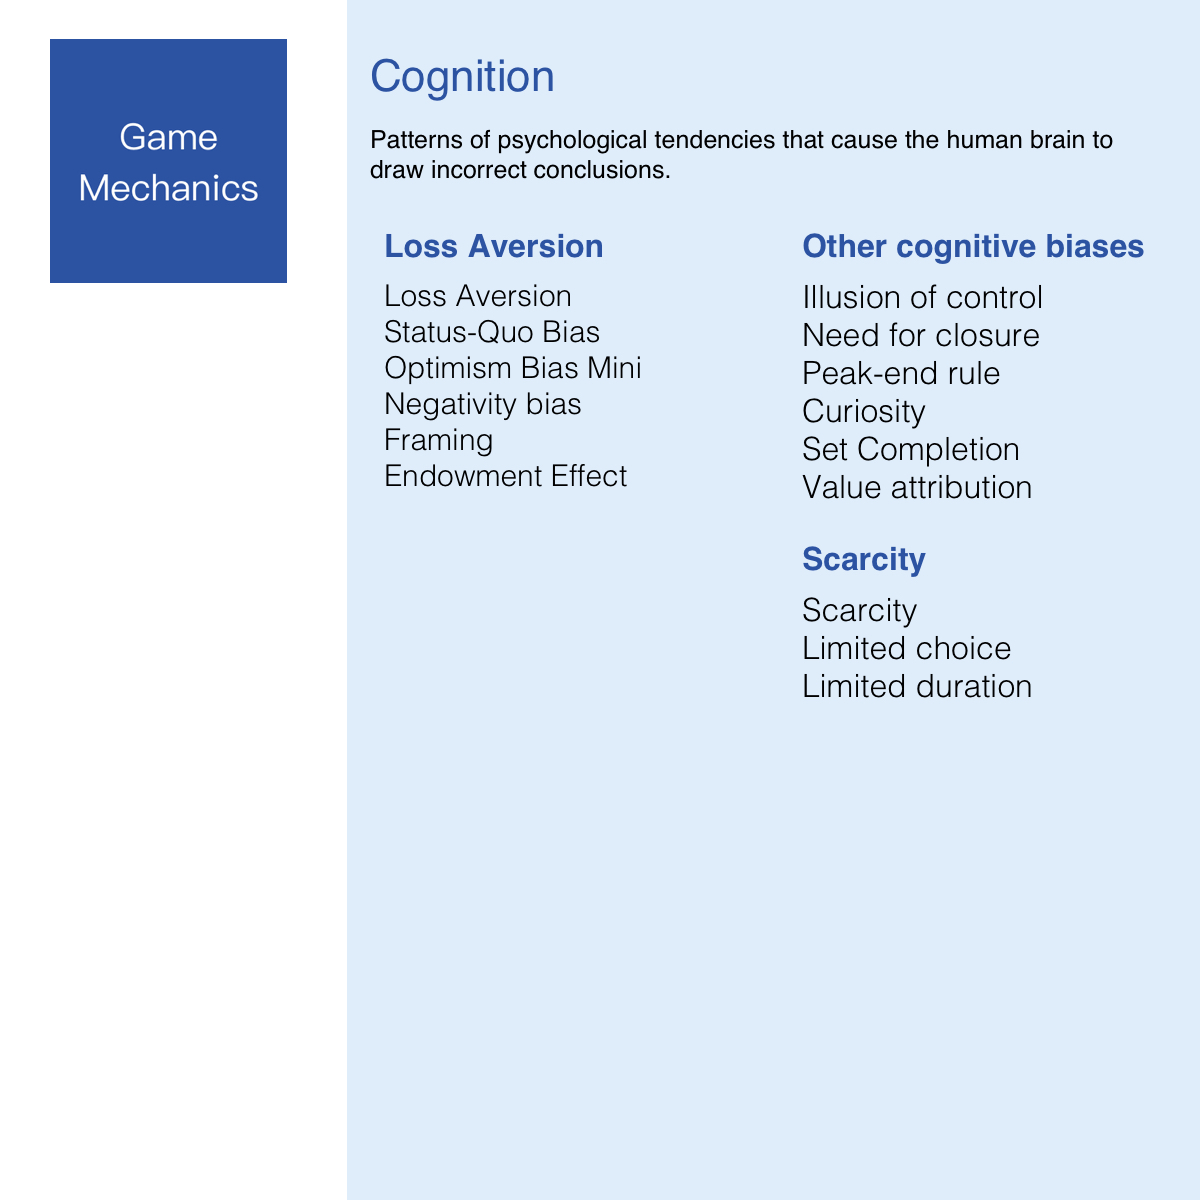 Game
Mechanics
Cognition
Patterns of psychological tendencies that cause the human brain to
draw incorrect conclusions.
Loss Aversion
Loss Aversion
Status-Quo Bias
Optimism Bias Mini
Negativity bias
Framing
Endowment Effect
Other cognitive biases
Illusion of control
Need for closure
Peak-end rule
Curiosity
Set Completion
Value attribution
Scarcity
Scarcity
Limited choice
Limited duration